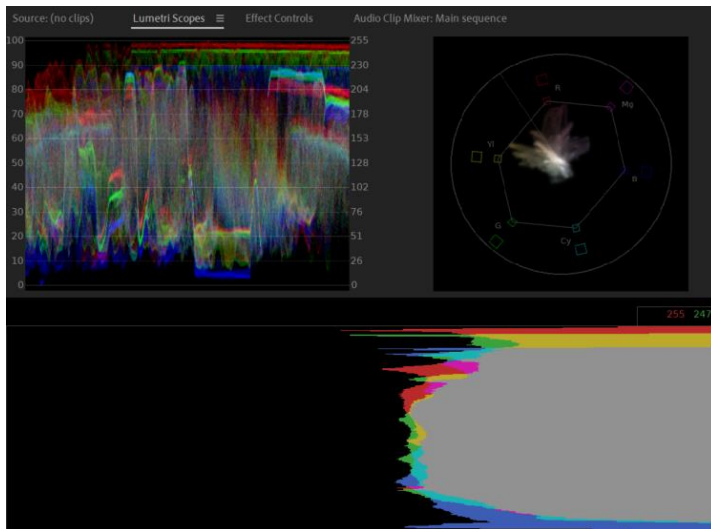 Source: (no clips) Lumetri Scopes Effect Controls Audio Clip Mixer: Main sequence
100 255
90 230
80 204
70 178
60 153
50 128
40 102
30 76
20 51
10 26
0 0
R
Mg
Yl
B
G
Cy
255 247